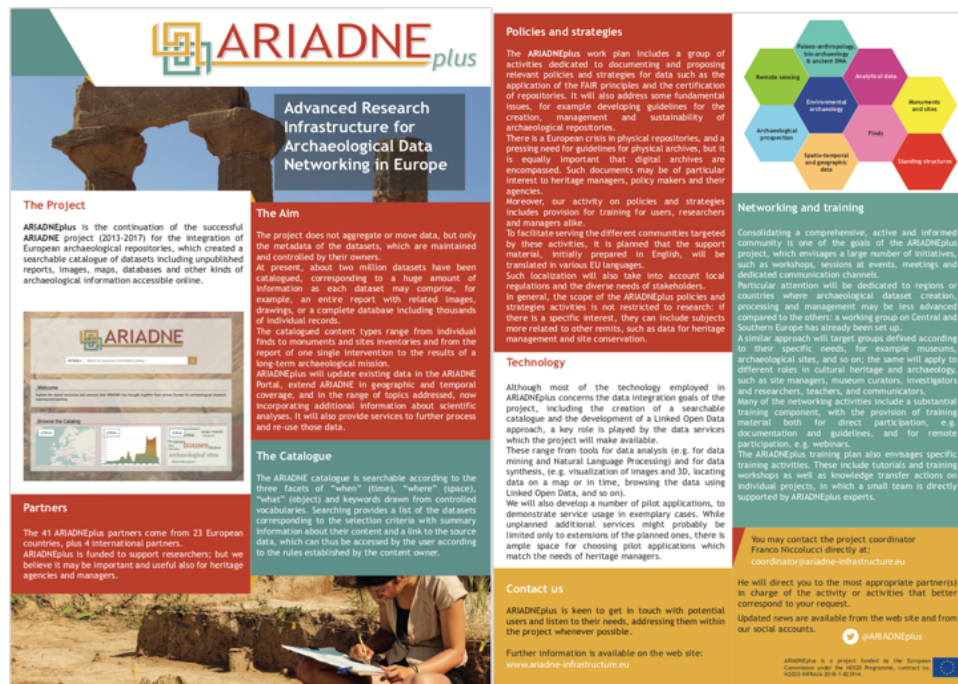 ARIADNE
plus
Advanced Research
Infrastructure for
Archaeological Data
Networking in Europe
The Project
ARIADNEplus is the continuation of the successful
ARIADNE project (2013-2017) for the integration of
European archaeological repositories, which created a
searchable catalogue of datasets including unpublished
reports, images, maps, databases and other kinds of
archaeological information accessible online.
ARIADNE
Welcome
Browse the Catalog
houses
archaeological sites
Partners
The 41 ARIADNEplus partners come from 23 European
countries, plus 4 international partners.
ARIADNEplus is funded to support researchers; but we
believe it may be important and useful also for heritage
agencies and managers.
The Aim
The project does not aggregate or move data, but only
the metadata of the datasets, which are maintained
and controlled by their owners.
At present, about two million datasets have been
catalogued, corresponding to a huge amount of
information as each dataset may comprise, for
example, an entire report with related images,
drawings, or a complete database including thousands
of individual records.
The catalogued content types range from individual
finds to monuments and sites inventories and from the
report of one single intervention to the results of a
long-term archaeological mission.
ARIADNEplus will update existing data in the ARIADNE
Portal, extend ARIADNE in geographic and temporal
coverage, and in the range of topics addressed, now
incorporating additional information about scientific
analyses. It will also provide services to further process
and re-use those data.
The Catalogue
The ARIADNE catalogue is searchable according to the
three facets of "when" (time), "where" (space),
"what" (object) and keywords drawn from controlled
vocabularies. Searching provides a list of the datasets
corresponding to the selection criteria with summary
information about their content and a link to the source
data, which can thus be accessed by the user according
to the rules established by the content owner.
Policies and strategies
The ARIADNEplus work plan includes a group of
activities dedicated to documenting and proposing
relevant policies and strategies for data such as the
application of the FAIR principles and the certification
of repositories. It will also address some fundamental
issues, for example developing guidelines for the
creation, management and sustainability of
archaeological repositories.
There is a European crisis in physical repositories, and a
pressing need for guidelines for physical archives, but it
is equally important that digital archives are
encompassed. Such documents may be of particular
interest to heritage managers, policy makers and their
agencies.
Moreover, our activity on policies and strategies
includes provision for training for users, researchers
and managers alike.
To facilitate serving the different communities targeted
by these activities, it is planned that the support
material, initially prepared in English, will be
translated in various EU languages.
Such localization will also take into account local
regulations and the diverse needs of stakeholders.
In general, the scope of the ARIADNEplus policies and
strategies activities is not restricted to research: if
there is a specific interest, they can include subjects
more related to other remits, such as data for heritage
management and site conservation.
Technology
Although most of the technology employed in
ARIADNEplus concerns the data integration goals of the
project, including the creation of a searchable
catalogue and the development of a Linked Open Data
approach, a key role is played by the data services
which the project will make available.
These range from tools for data analysis (e.g. for data
mining and Natural Language Processing) and for data
synthesis, (e.g. visualization of images and 3D, locating
data on a map or in time, browsing the data using
Linked Open Data, and so on).
We will also develop a number of pilot applications, to
demonstrate service usage in exemplary cases. While
unplanned additional services might probably be
limited only to extensions of the planned ones, there is
ample space for choosing pilot applications which
match the needs of heritage managers.
Contact us
ARIADNEplus is keen to get in touch with potential
users and listen to their needs, addressing them within
the project whenever possible.
Further information is available on the web site:
www.ariadne-infrastructure.eu
Palaeo-anthropology,
bio-archaeology
& ancient DNA
Remote sensing
Analytical data
Environmental
archaeology
Monuments
and sites
Archaeological
prospection
Finds
Spatio-temporal
and geographic
data
Standing structures
Networking and training
Consolidating a comprehensive, active and informed
community is one of the goals of the ARIADNEplus
project, which envisages a large number of initiatives,
such as workshops, sessions at events, meetings and
dedicated communication channels.
Particular attention will be dedicated to regions or
countries where archaeological dataset creation,
processing and management may be less advanced
compared to the others: a working group on Central and
Southern Europe has already been set up.
A similar approach will target groups defined according
to their specific needs, for example museums,
archaeological sites, and so on; the same will apply to
different roles in cultural heritage and archaeology,
such as site managers, museum curators, investigators
and researchers, teachers, and communicators.
Many of the networking activities include a substantial
training component, with the provision of training
material both for direct participation, e.g.
documentation and guidelines, and for remote
participation, e.g. webinars.
The ARIADNEplus training plan also envisages specific
training activities. These include tutorials and training
workshops as well as knowledge transfer actions on
individual projects, in which a small team is directly
supported by ARIADNEplus experts.
You may contact the project coordinator
Franco Niccolucci directly at:
coordinator@ariadne-infrastructure.eu
He will direct you to the most appropriate partner(s)
in charge of the activity or activities that better
correspond to your request.
Updated news are available from the web site and from
our social accounts.
@ARIADNEplus
ARIADNEplus is a project funded by the European
Commission under the H2020 Programme, contract no.